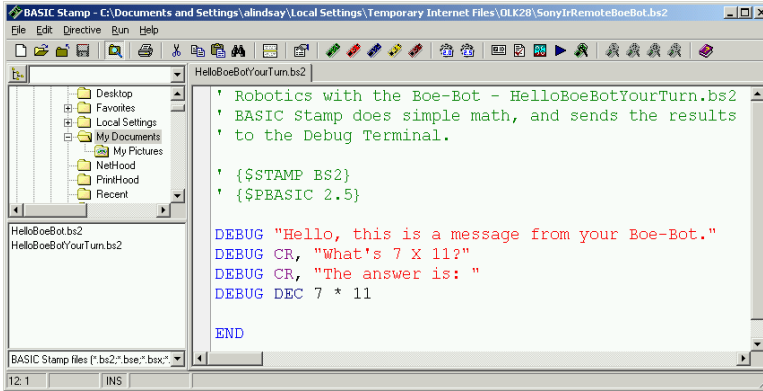 BASIC Stamp - C:\Documents and Settings\alindsay\Local Settings\Temporary Internet Files\OLK28\SonyIrRemoteBoeBot.bs2
File Edit Directive Run Help
HelloBoeBotYourTurn.bs2
Desktop
Favorites
Local Settings
My Documents
My Pictures
NetHood
PrintHood
Recent
HelloBoeBot.bs2
HelloBoeBotYourTurn.bs2
BASIC Stamp files (*.bs2;*.bse;*.bsx;*.
' Robotics with the Boe-Bot - HelloBoeBotYourTurn.bs2
' BASIC Stamp does simple math, and sends the results
' to the Debug Terminal.
' {$STAMP BS2}
' {$PBASIC 2.5}
DEBUG "Hello, this is a message from your Boe-Bot."
DEBUG CR, "What's 7 X 11?"
DEBUG CR, "The answer is: "
DEBUG DEC 7 * 11
END
12: 1 INS